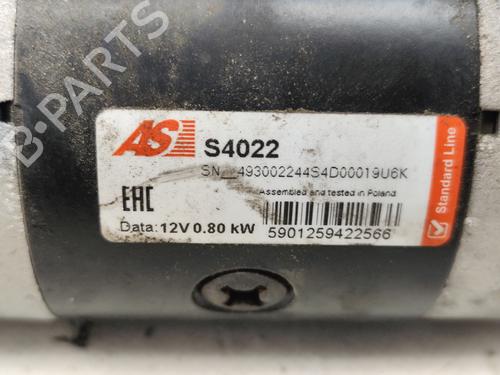 B-PARTS
AS S4022
SN 493002244S4D00019U6K
Assembled and tested in Poland
EAC
Data: 12V 0.80 kW
5901259422566
Standard Line